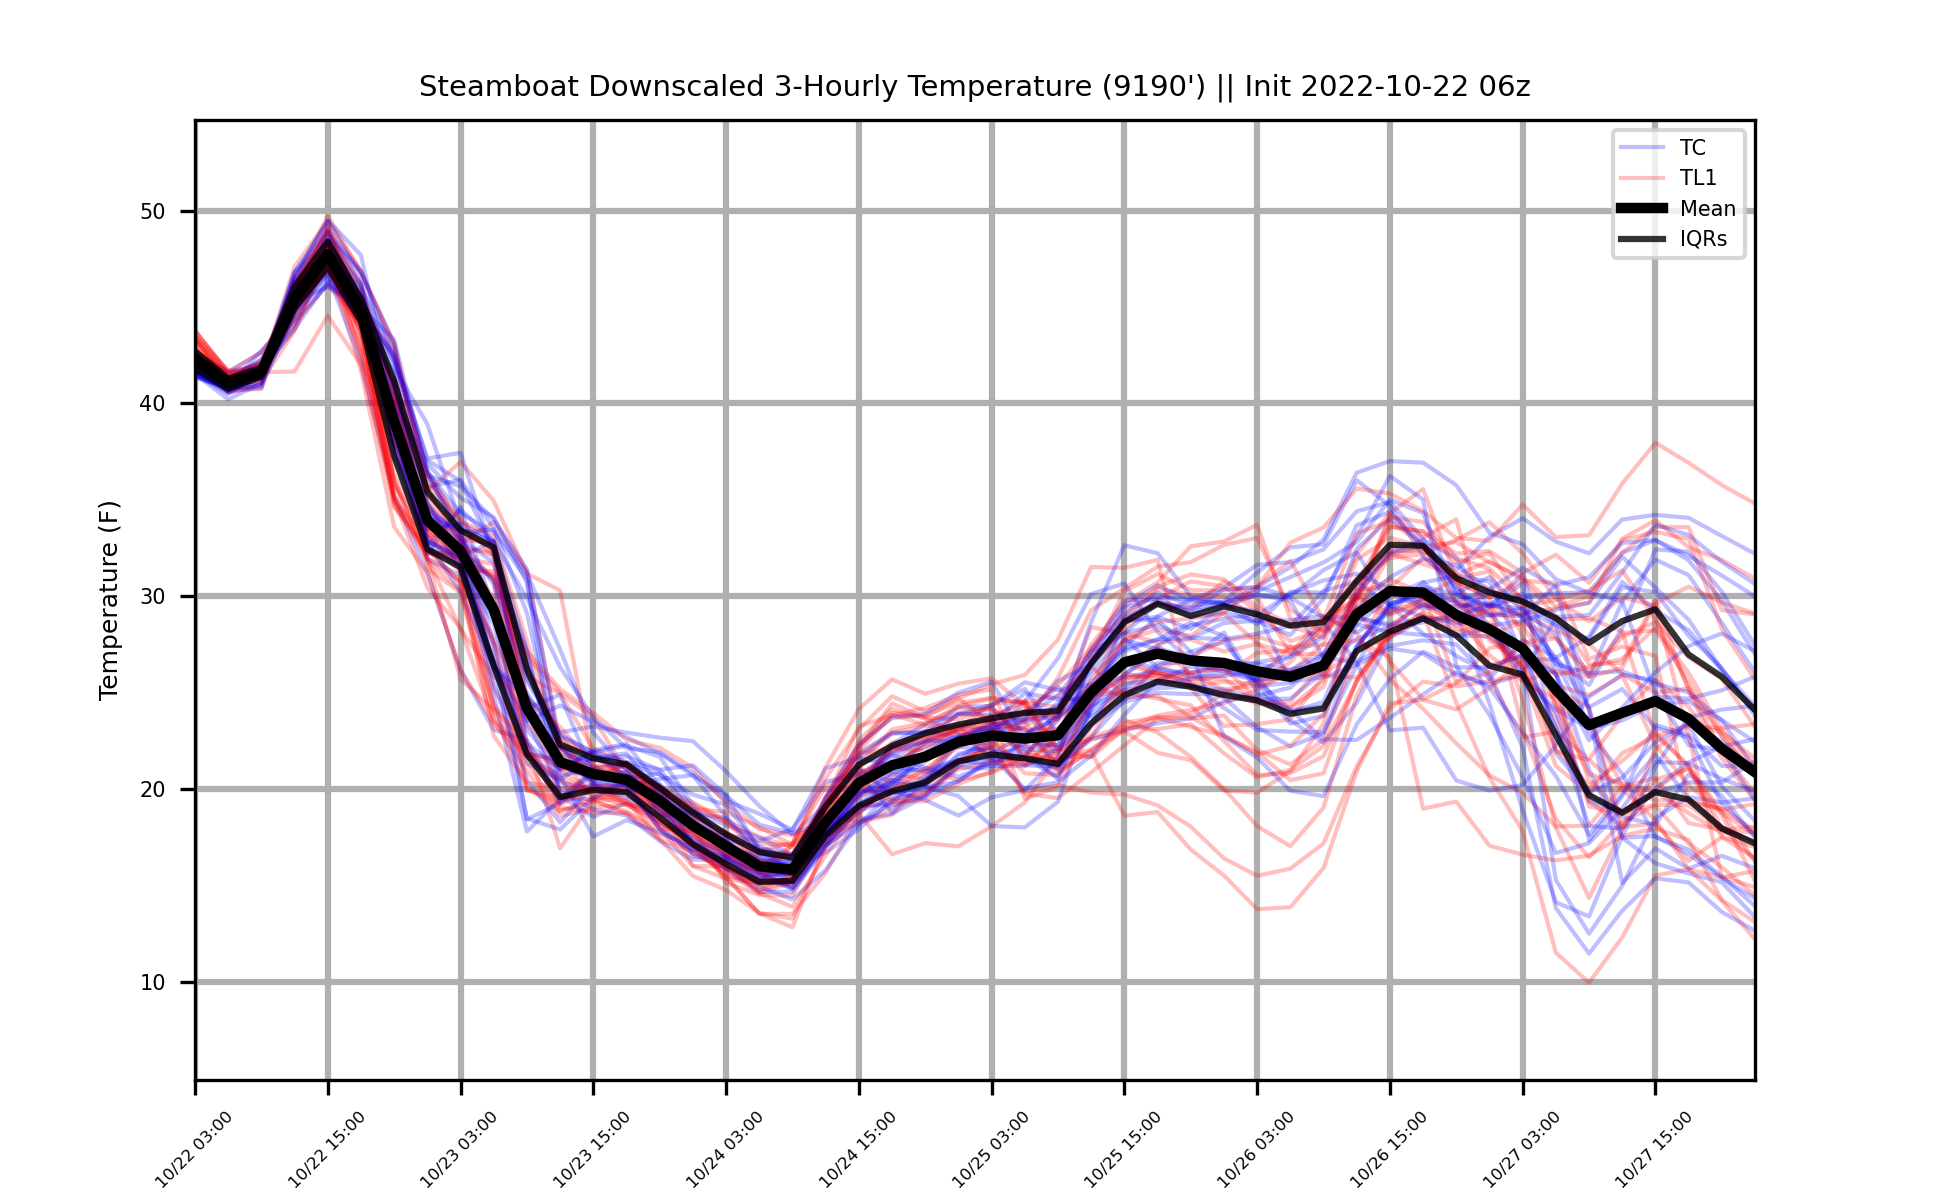 Steamboat Downscaled 3-Hourly Temperature (9190') || Init 2022-10-22 06z
TC
TL1
Mean
IQRs
Temperature (F)
50
40
30
20
10
10/22 03:00
10/22 15:00
10/23 03:00
10/23 15:00
10/24 03:00
10/24 15:00
10/25 03:00
10/25 15:00
10/26 03:00
10/26 15:00
10/27 03:00
10/27 15:00